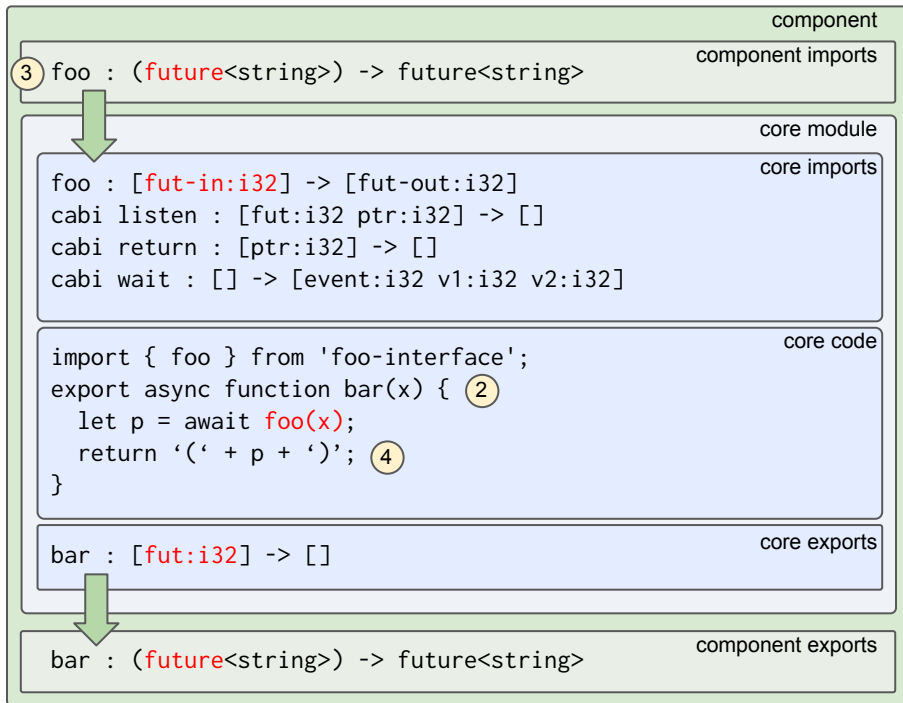 component
component imports
3 foo : (future<string>) -> future<string>
core module
core imports
foo : [fut-in:i32] -> [fut-out:i32]
cabi listen : [fut:i32 ptr:i32] -> []
cabi return : [ptr:i32] -> []
cabi wait : [] -> [event:i32 v1:i32 v2:i32]
core code
import { foo } from 'foo-interface';
export async function bar(x) { 2
let p = await foo(x);
return ‘(‘ + p + ‘)’; 4
}
core exports
bar : [fut:i32] -> []
component exports
bar : (future<string>) -> future<string>